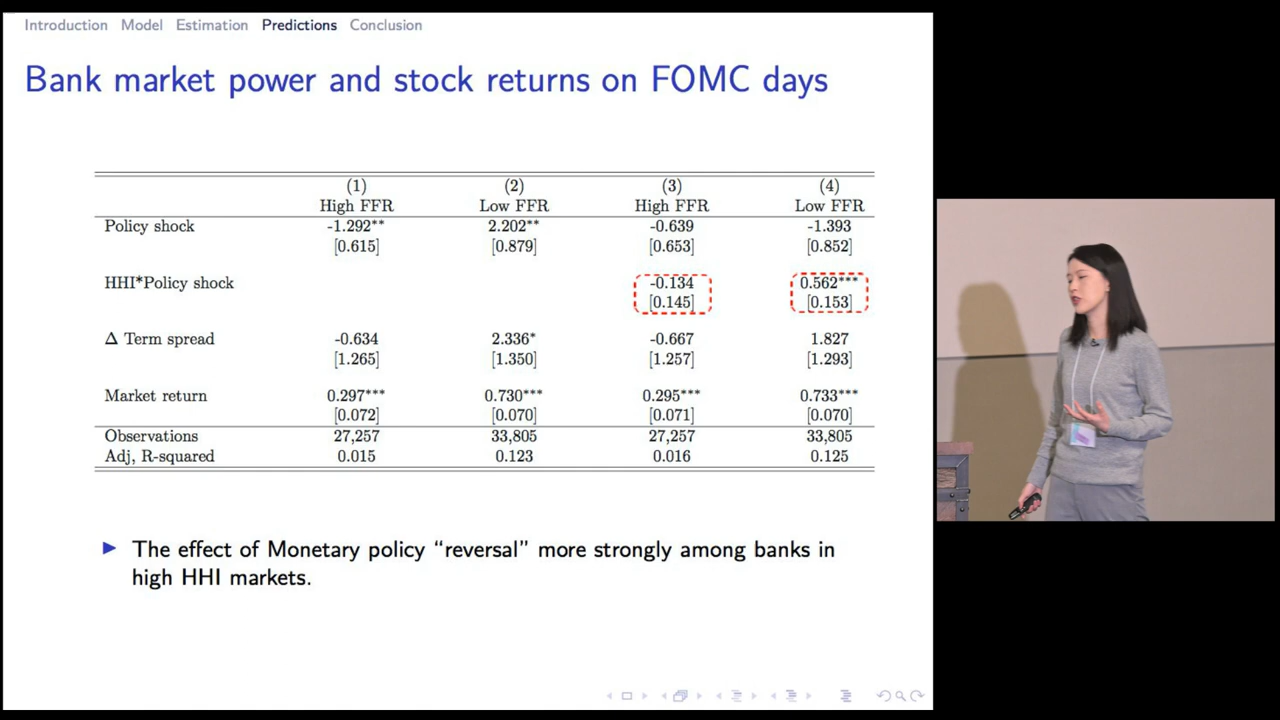 Introduction Model Estimation Predictions Conclusion
Bank market power and stock returns on FOMC days
(1) (2) (3) (4)
High FFR Low FFR High FFR Low FFR
Policy shock -1.292** 2.202** -0.639 -1.393
[0.615] [0.879] [0.653] [0.852]
HHI*Policy shock -0.134 0.562***
[0.145] [0.153]
Δ Term spread -0.634 2.336* -0.667 1.827
[1.265] [1.350] [1.257] [1.293]
Market return 0.297*** 0.730*** 0.295*** 0.733***
[0.072] [0.070] [0.071] [0.070]
Observations 27,257 33,805 27,257 33,805
Adj, R-squared 0.015 0.123 0.016 0.125
The effect of Monetary policy “reversal” more strongly among banks in
high HHI markets.